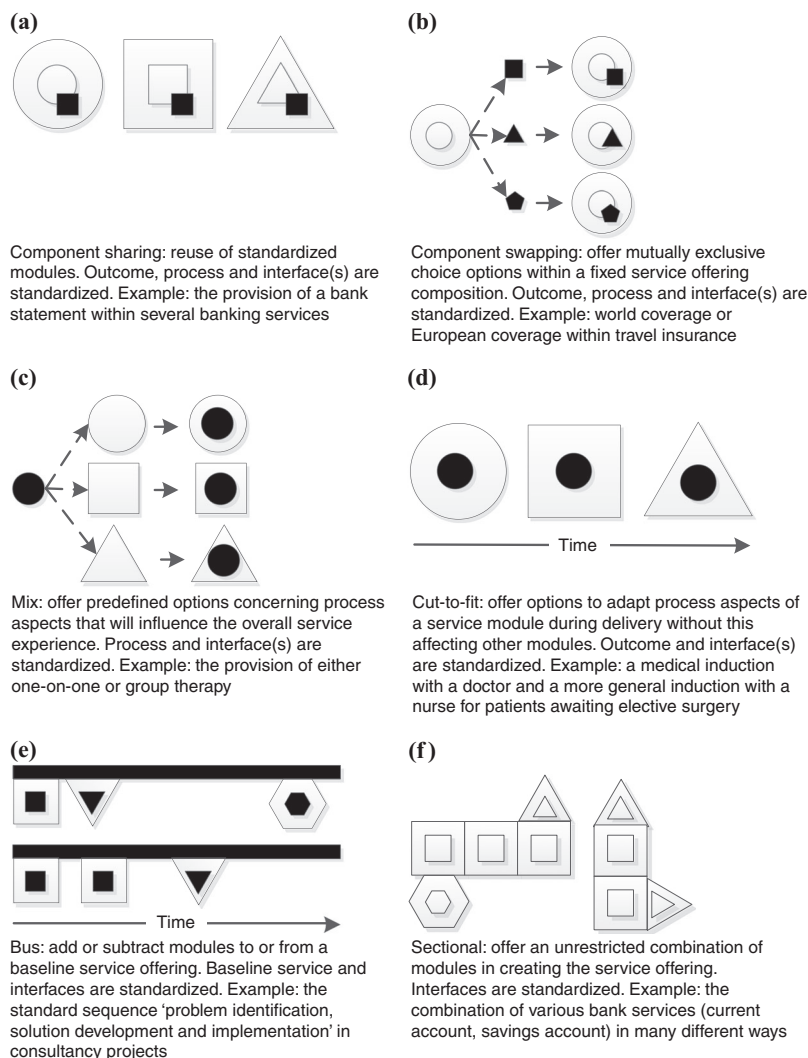 (a)
Component sharing: reuse of standardized
modules. Outcome, process and interface(s) are
standardized. Example: the provision of a bank
statement within several banking services
(b)
Component swapping: offer mutually exclusive
choice options within a fixed service offering
composition. Outcome, process and interface(s) are
standardized. Example: world coverage or
European coverage within travel insurance
(c)
Mix: offer predefined options concerning process
aspects that will influence the overall service
experience. Process and interface(s) are
standardized. Example: the provision of either
one-on-one or group therapy
(d)
Time
Cut-to-fit: offer options to adapt process aspects of
a service module during delivery without this
affecting other modules. Outcome and interface(s)
are standardized. Example: a medical induction
with a doctor and a more general induction with a
nurse for patients awaiting elective surgery
(e)
Time
Bus: add or subtract modules to or from a
baseline service offering. Baseline service and
interfaces are standardized. Example: the
standard sequence ‘problem identification,
solution development and implementation’ in
consultancy projects
(f)
Sectional: offer an unrestricted combination of
modules in creating the service offering.
Interfaces are standardized. Example: the
combination of various bank services (current
account, savings account) in many different ways